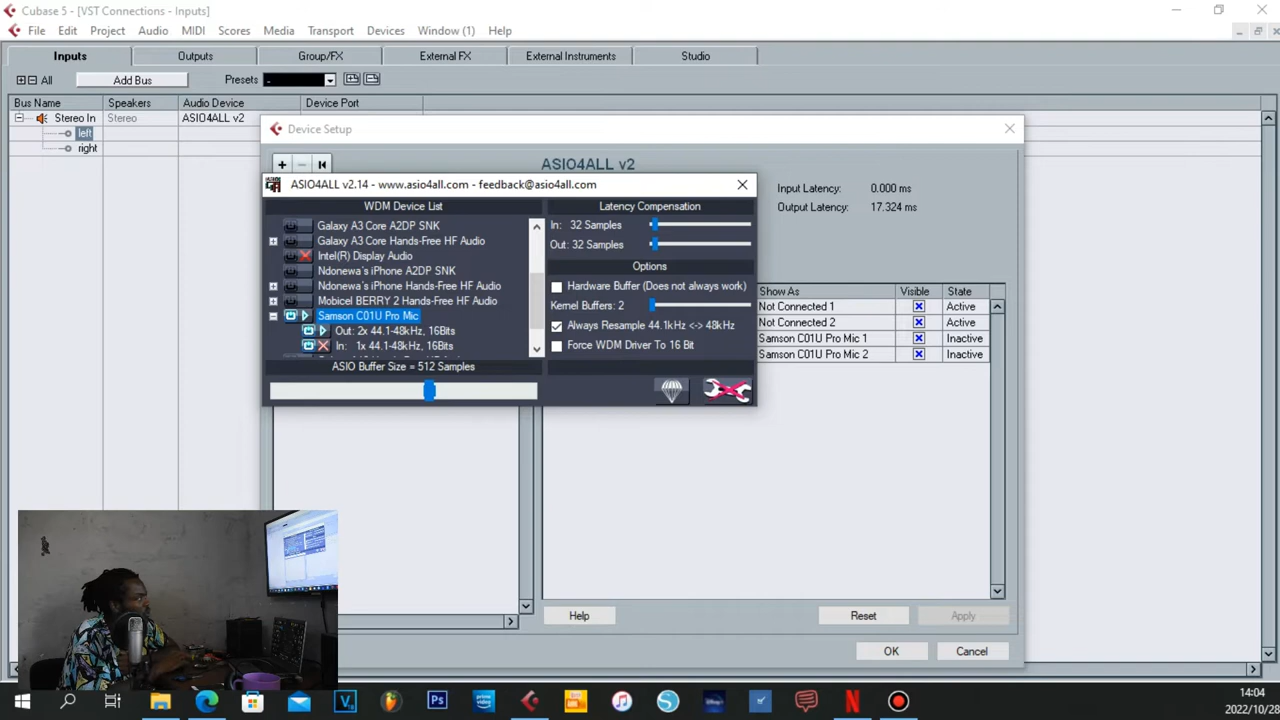 Cubase 5 - [VST Connections - Inputs]
File Edit Project Audio MIDI Scores Media Transport Devices Window (1) Help
Inputs Outputs Group/FX External FX External Instruments Studio
All Add Bus Presets -
Bus Name Speakers Audio Device Device Port
Stereo In Stereo ASIO4ALL v2
left
right
Device Setup
ASIO4ALL v2
ASIO4ALL v2.14 - www.asio4all.com - feedback@asio4all.com
WDM Device List
Galaxy A3 Core A2DP SNK
Galaxy A3 Core Hands-Free HF Audio
Intel(R) Display Audio
Ndonewa's iPhone A2DP SNK
Ndonewa's iPhone Hands-Free HF Audio
Mobicel BERRY 2 Hands-Free HF Audio
Samson C01U Pro Mic
Out: 2x 44.1-48kHz, 16Bits
In: 1x 44.1-48kHz, 16Bits
ASIO Buffer Size = 512 Samples
Latency Compensation
In: 32 Samples
Out: 32 Samples
Options
Hardware Buffer (Does not always work)
Kernel Buffers: 2
Always Resample 44.1kHz <-> 48kHz
Force WDM Driver To 16 Bit
Input Latency: 0.000 ms
Output Latency: 17.324 ms
Show As Visible State
Not Connected 1 Active
Not Connected 2 Active
Samson C01U Pro Mic 1 Inactive
Samson C01U Pro Mic 2 Inactive
Help Reset Apply
OK Cancel
14:04
2022/10/28